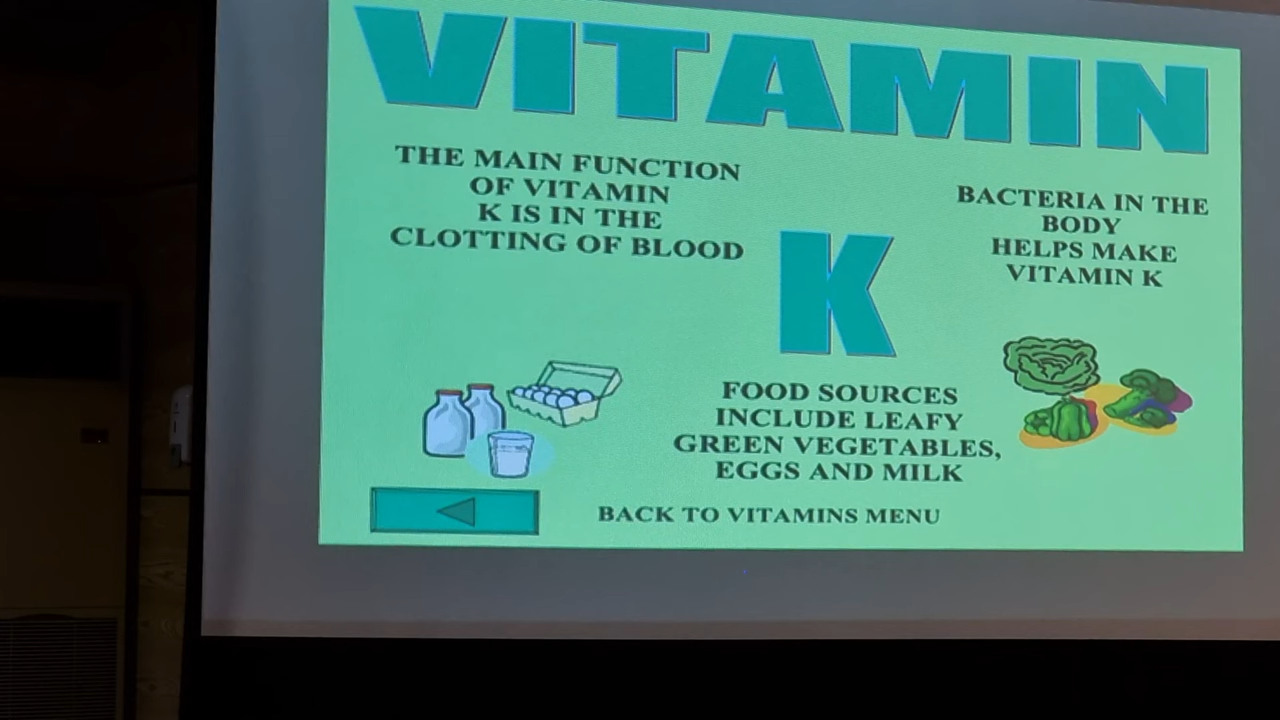 VITAMIN
K
THE MAIN FUNCTION
OF VITAMIN
K IS IN THE
CLOTTING OF BLOOD
BACTERIA IN THE
BODY
HELPS MAKE
VITAMIN K
FOOD SOURCES
INCLUDE LEAFY
GREEN VEGETABLES,
EGGS AND MILK
BACK TO VITAMINS MENU